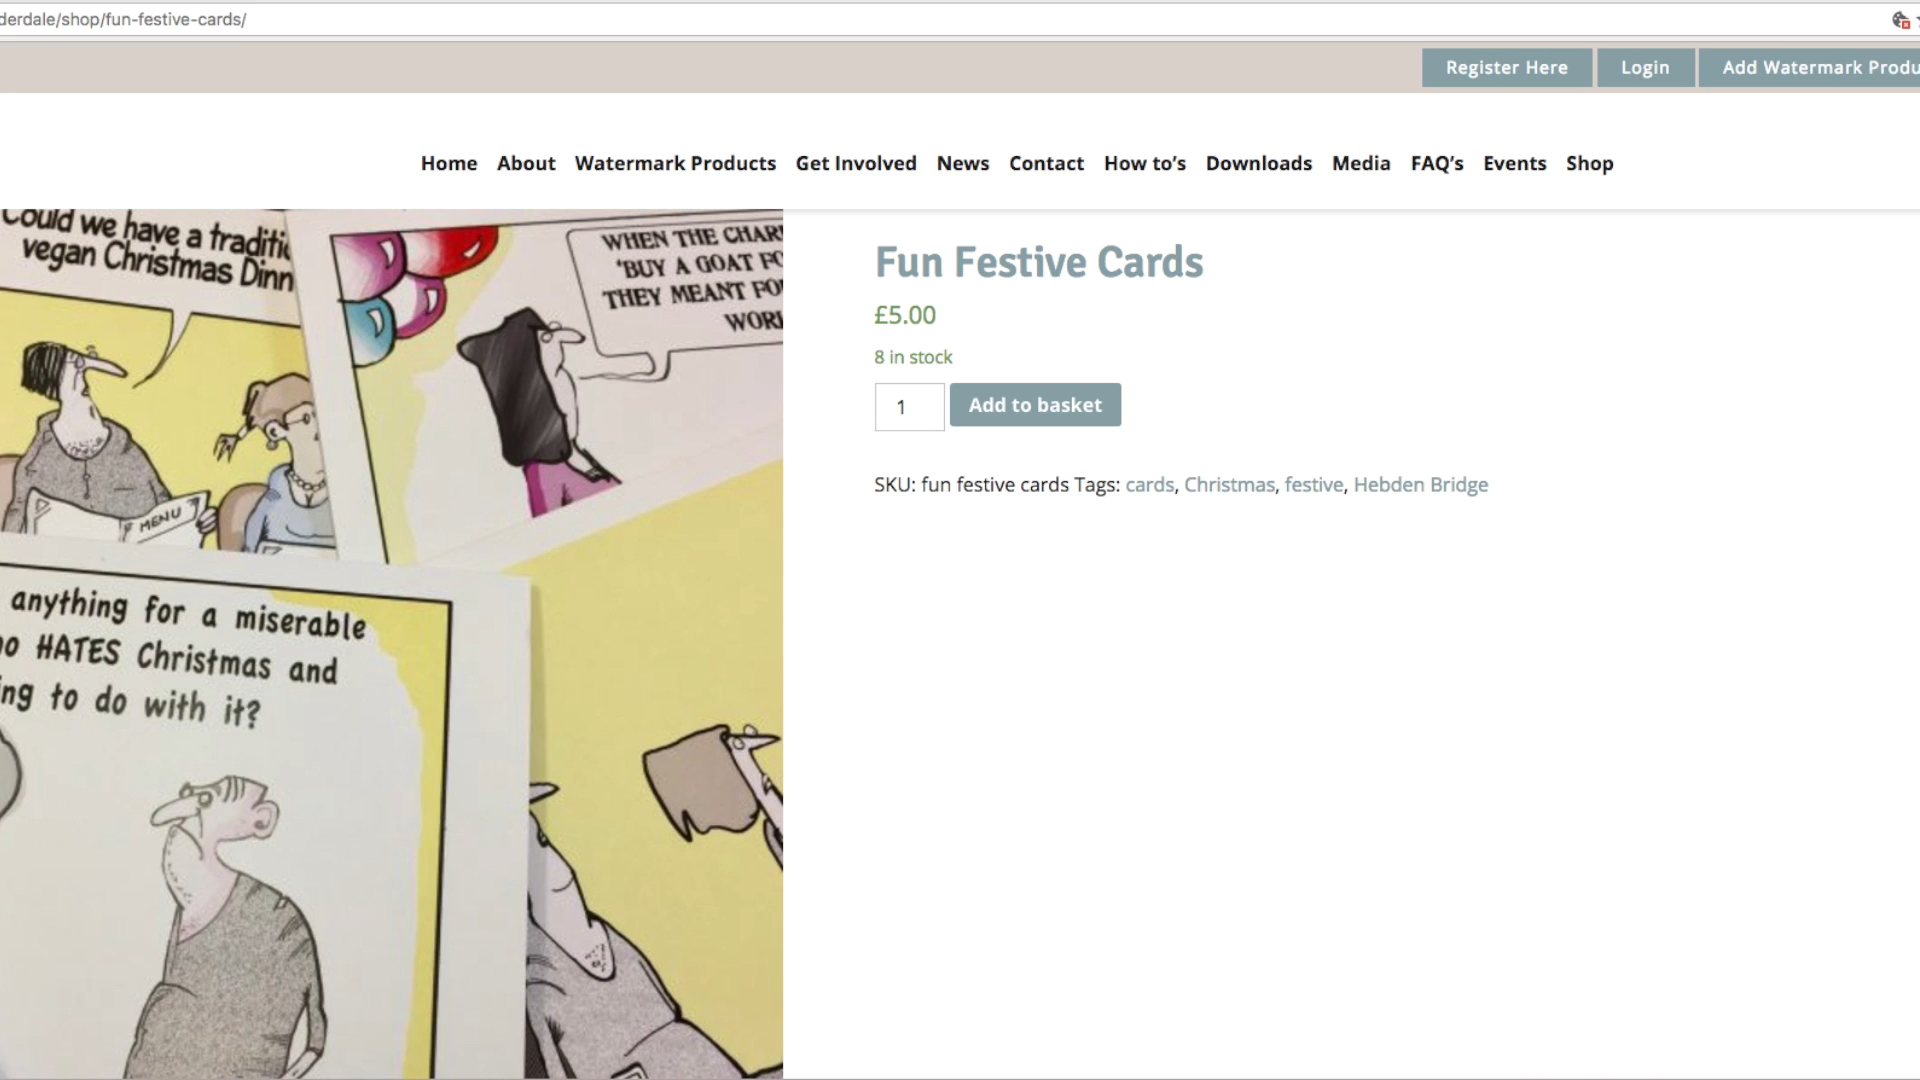 derdale/shop/fun-festive-cards/
Register Here Login Add Watermark Produ
Home About Watermark Products Get Involved News Contact How to's Downloads Media FAQ's Events Shop
Could we have a traditio
vegan Christmas Dinn
MENU
WHEN THE CHARI
'BUY A GOAT FO
THEY MEANT FO
WORL
anything for a miserable
HATES Christmas and
ng to do with it?
Fun Festive Cards
£5.00
8 in stock
1 Add to basket
SKU: fun festive cards Tags: cards, Christmas, festive, Hebden Bridge